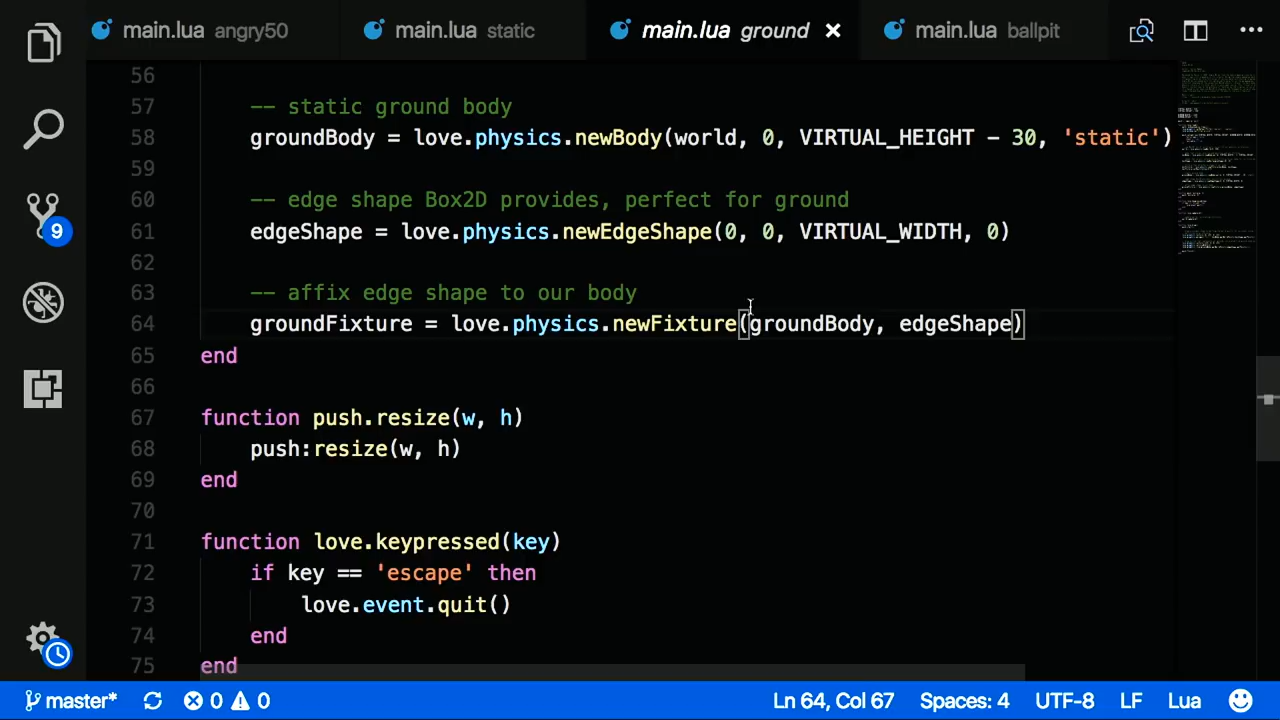 main.lua angry50 main.lua static main.lua ground main.lua ballpit
56
57 -- static ground body
58 groundBody = love.physics.newBody(world, 0, VIRTUAL_HEIGHT - 30, 'static')
59
60 -- edge shape Box2D provides, perfect for ground
61 edgeShape = love.physics.newEdgeShape(0, 0, VIRTUAL_WIDTH, 0)
62
63 -- affix edge shape to our body
64 groundFixture = love.physics.newFixture(groundBody, edgeShape)
65 end
66
67 function push.resize(w, h)
68 push:resize(w, h)
69 end
70
71 function love.keypressed(key)
72 if key == 'escape' then
73 love.event.quit()
74 end
75 end
9
master* 0 0 Ln 64, Col 67 Spaces: 4 UTF-8 LF Lua